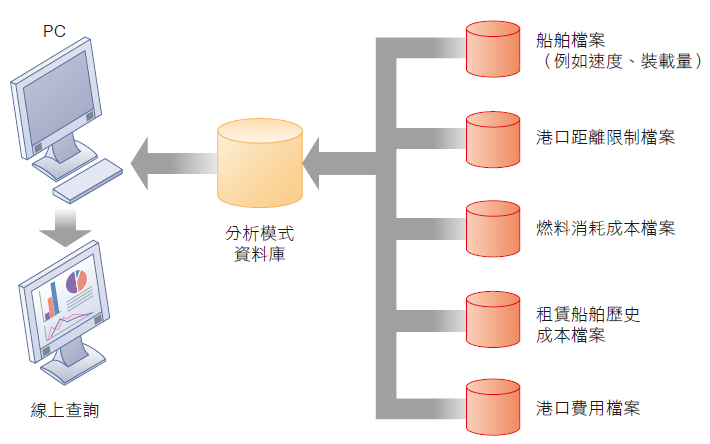 PC
線上查詢
分析模式
資料庫
船舶檔案
（例如速度、裝載量）
港口距離限制檔案
燃料消耗成本檔案
租賃船舶歷史
成本檔案
港口費用檔案